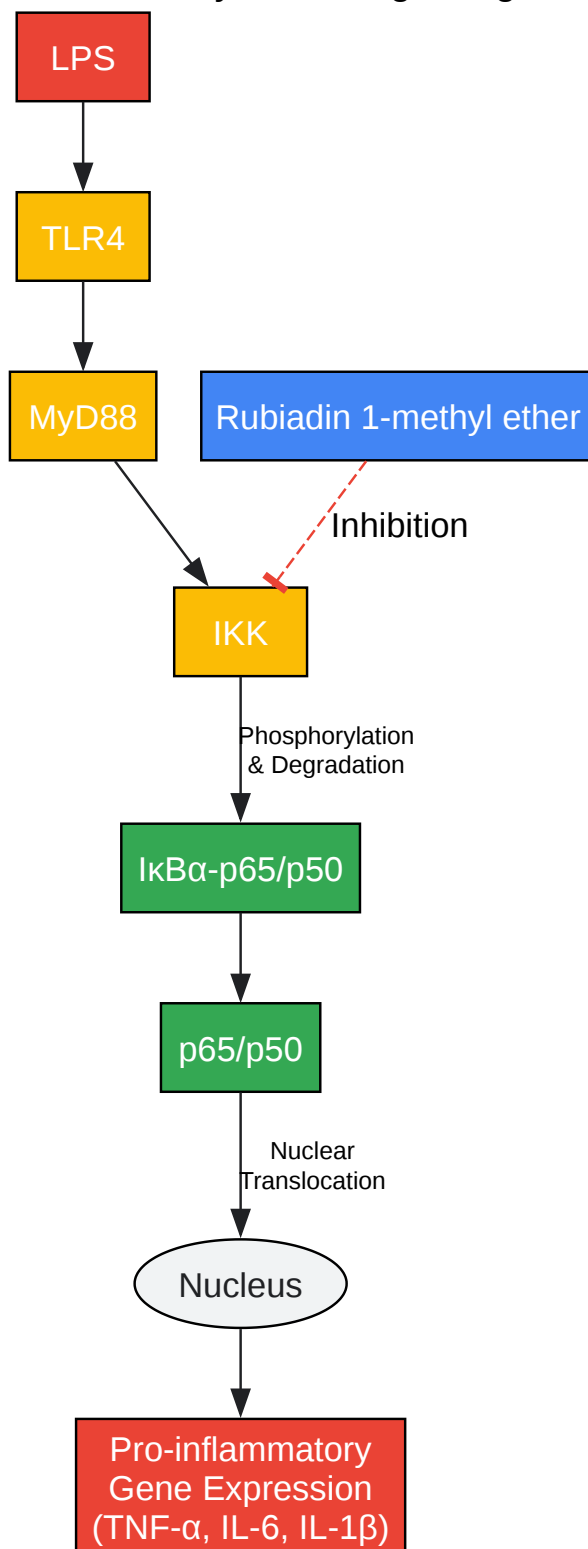 LPS
TLR4
MyD88
Rubiadin 1-methyl ether
Inhibition
IKK
Phosphorylation
& Degradation
IκBα-p65/p50
p65/p50
Nuclear
Translocation
Nucleus
Pro-inflammatory
Gene Expression
(TNF-α, IL-6, IL-1β)